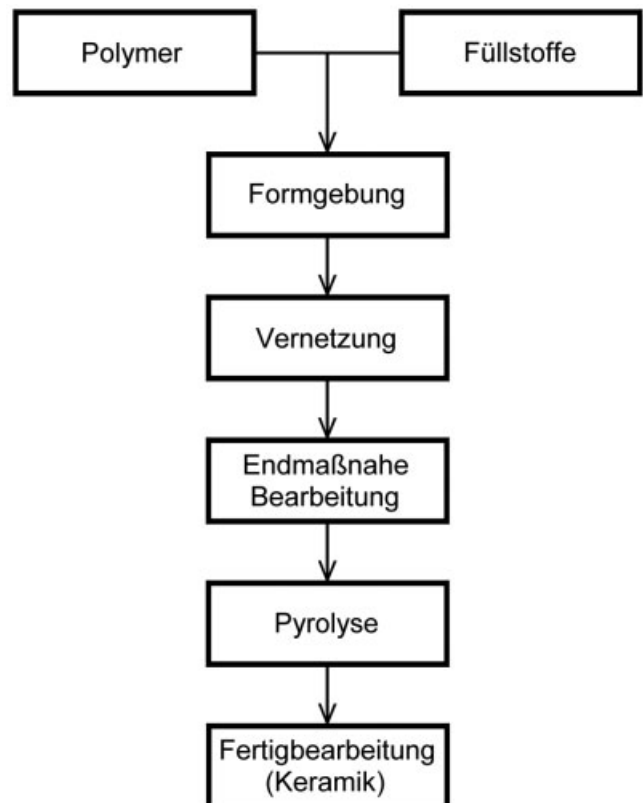 Polymer
Füllstoffe
Formgebung
Vernetzung
Endmaßnahe
Bearbeitung
Pyrolyse
Fertigbearbeitung
(Keramik)